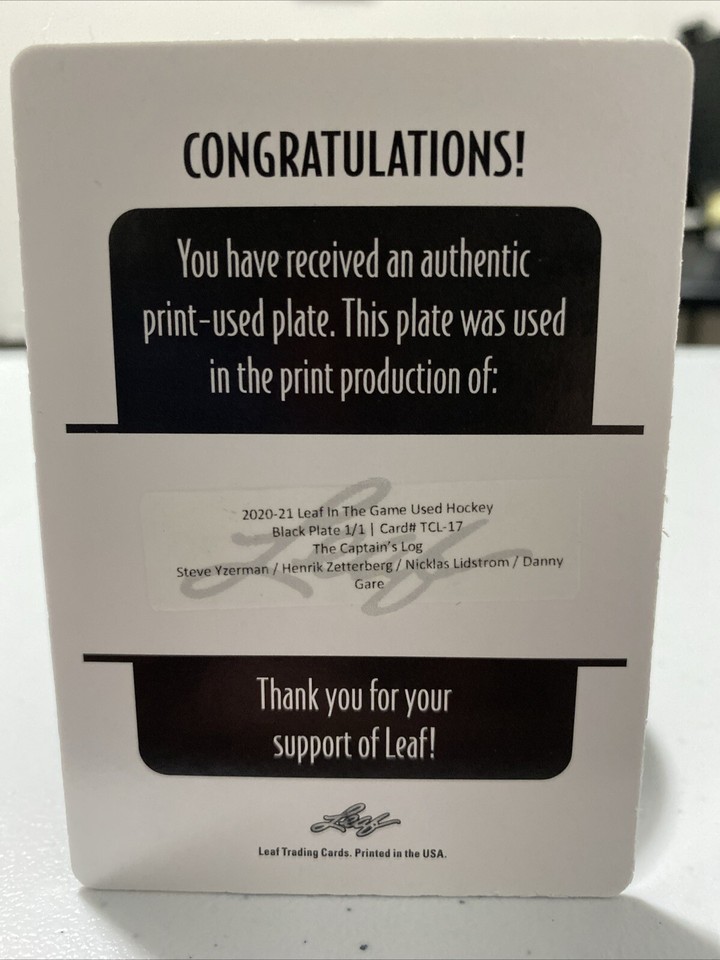 CONGRATULATIONS!
You have received an authentic
print-used plate. This plate was used
in the print production of:
Leaf
2020-21 Leaf In The Game Used Hockey
Black Plate 1/1 | Card# TCL-17
The Captain's Log
Steve Yzerman / Henrik Zetterberg / Nicklas Lidstrom / Danny
Gare
Thank you for your
support of Leaf!
Leaf
Leaf Trading Cards. Printed in the USA.